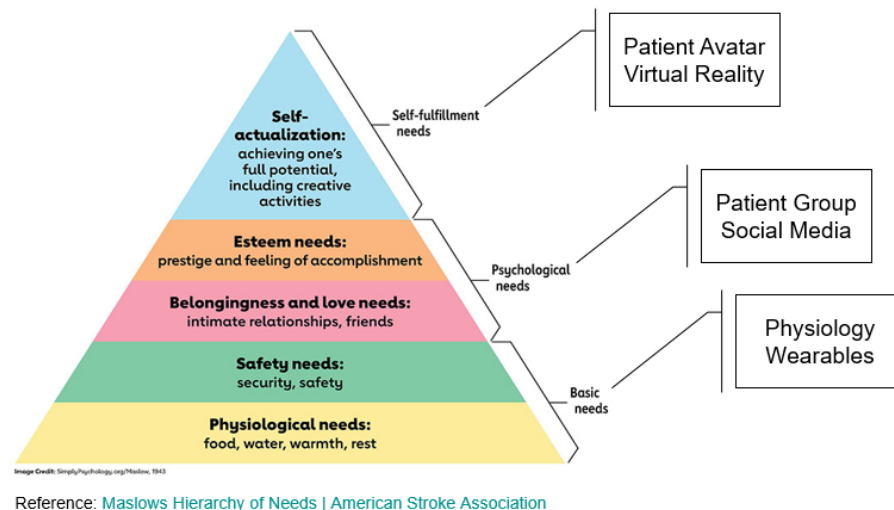 Patient Avatar
Virtual Reality
Self-
actualization:
achieving one's
full potential,
including creative
activities
Self-fulfillment
needs
Patient Group
Social Media
Esteem needs:
prestige and feeling of accomplishment
Psychological
needs
Belongingness and love needs:
intimate relationships, friends
Physiology
Wearables
Safety needs:
security, safety
Basic
needs
Physiological needs:
food, water, warmth, rest
Image Credit: SimplyPsychology.org/Maslow, 1943
Reference: Maslows Hierarchy of Needs | American Stroke Association